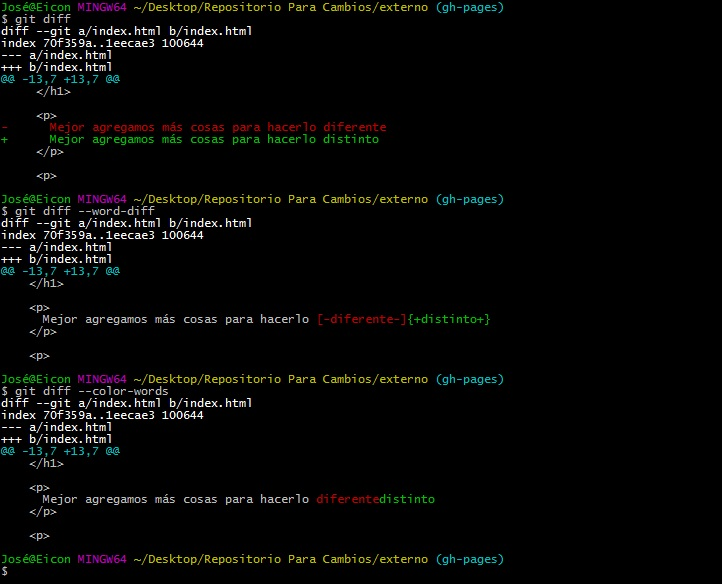 José@Eicon MINGW64 ~/Desktop/Repositorio Para Cambios/externo (gh-pages)
$ git diff
diff --git a/index.html b/index.html
index 70f359a..1eecae3 100644
--- a/index.html
+++ b/index.html
@@ -13,7 +13,7 @@
</h1>
<p>
- Mejor agregamos más cosas para hacerlo diferente
+ Mejor agregamos más cosas para hacerlo distinto
</p>
<p>
José@Eicon MINGW64 ~/Desktop/Repositorio Para Cambios/externo (gh-pages)
$ git diff --word-diff
diff --git a/index.html b/index.html
index 70f359a..1eecae3 100644
--- a/index.html
+++ b/index.html
@@ -13,7 +13,7 @@
</h1>
<p>
Mejor agregamos más cosas para hacerlo [-diferente-]{+distinto+}
</p>
<p>
José@Eicon MINGW64 ~/Desktop/Repositorio Para Cambios/externo (gh-pages)
$ git diff --color-words
diff --git a/index.html b/index.html
index 70f359a..1eecae3 100644
--- a/index.html
+++ b/index.html
@@ -13,7 +13,7 @@
</h1>
<p>
Mejor agregamos más cosas para hacerlo diferentedistinto
</p>
<p>
José@Eicon MINGW64 ~/Desktop/Repositorio Para Cambios/externo (gh-pages)
$